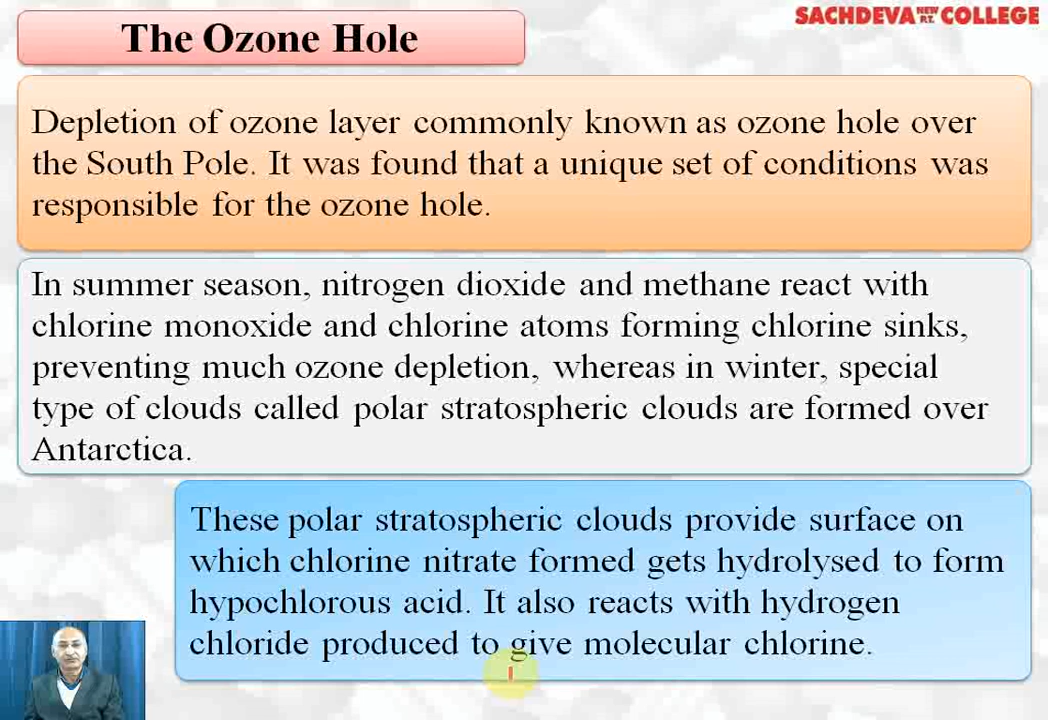 The Ozone Hole
SACHDEVA NEW P.T. COLLEGE
Depletion of ozone layer commonly known as ozone hole over
the South Pole. It was found that a unique set of conditions was
responsible for the ozone hole.
In summer season, nitrogen dioxide and methane react with
chlorine monoxide and chlorine atoms forming chlorine sinks,
preventing much ozone depletion, whereas in winter, special
type of clouds called polar stratospheric clouds are formed over
Antarctica.
These polar stratospheric clouds provide surface on
which chlorine nitrate formed gets hydrolysed to form
hypochlorous acid. It also reacts with hydrogen
chloride produced to give molecular chlorine.